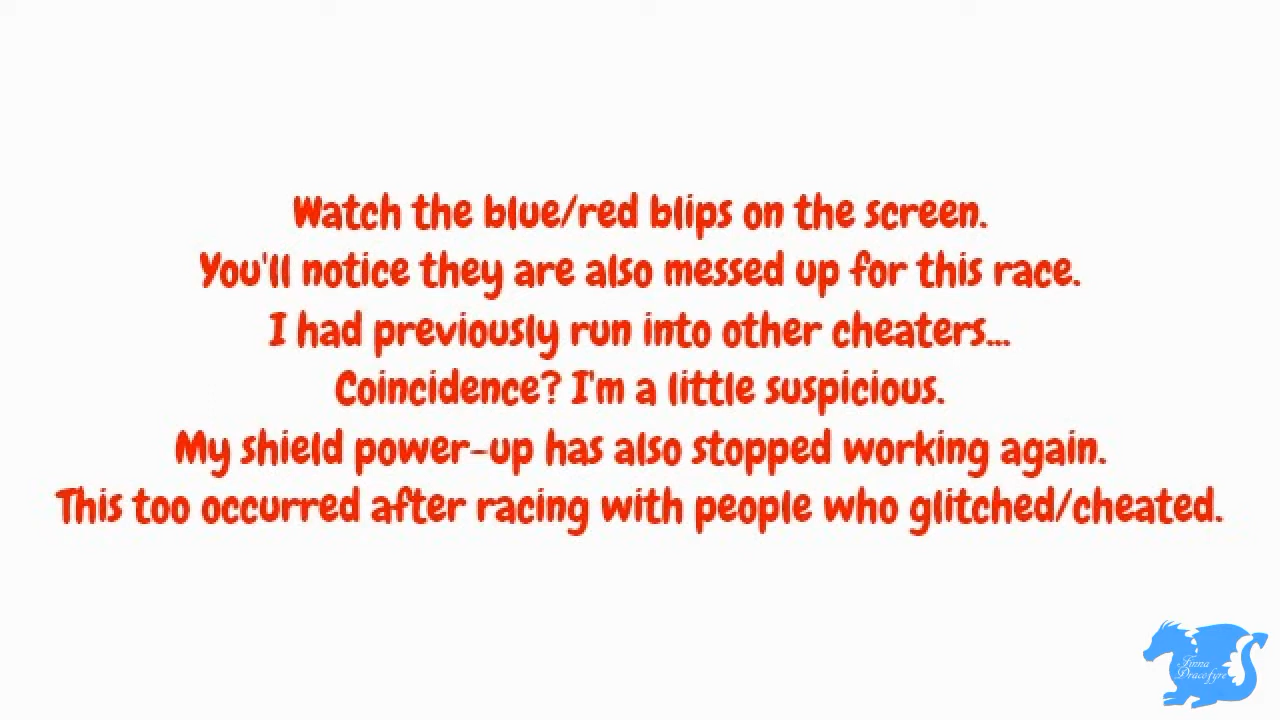 Watch the blue/red blips on the screen.
You'll notice they are also messed up for this race.
I had previously run into other cheaters...
Coincidence? I'm a little suspicious.
My shield power-up has also stopped working again.
This too occurred after racing with people who glitched/cheated.
Finna
Dracofyre